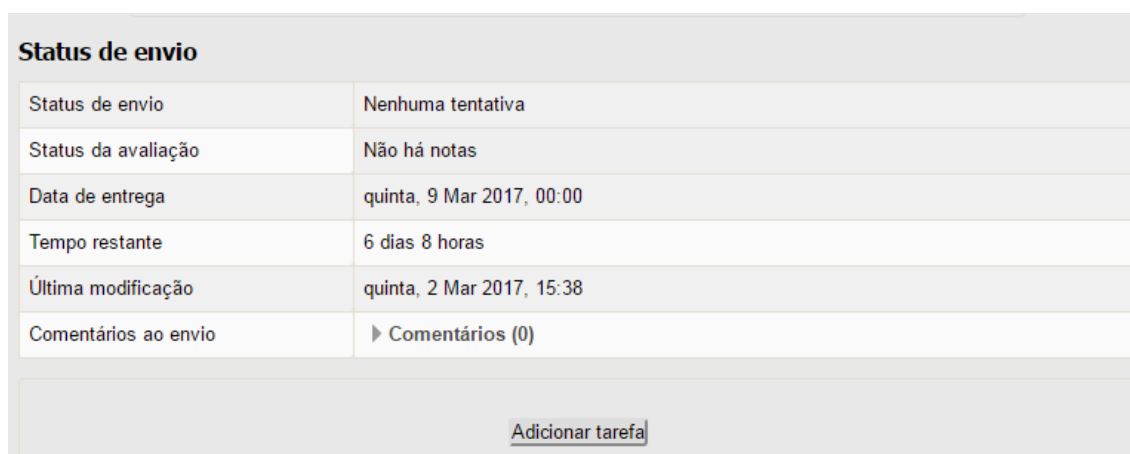 Status de envio
Status de envio Nenhuma tentativa
Status da avaliação Não há notas
Data de entrega quinta, 9 Mar 2017, 00:00
Tempo restante 6 dias 8 horas
Última modificação quinta, 2 Mar 2017, 15:38
Comentários ao envio Comentários (0)
Adicionar tarefa